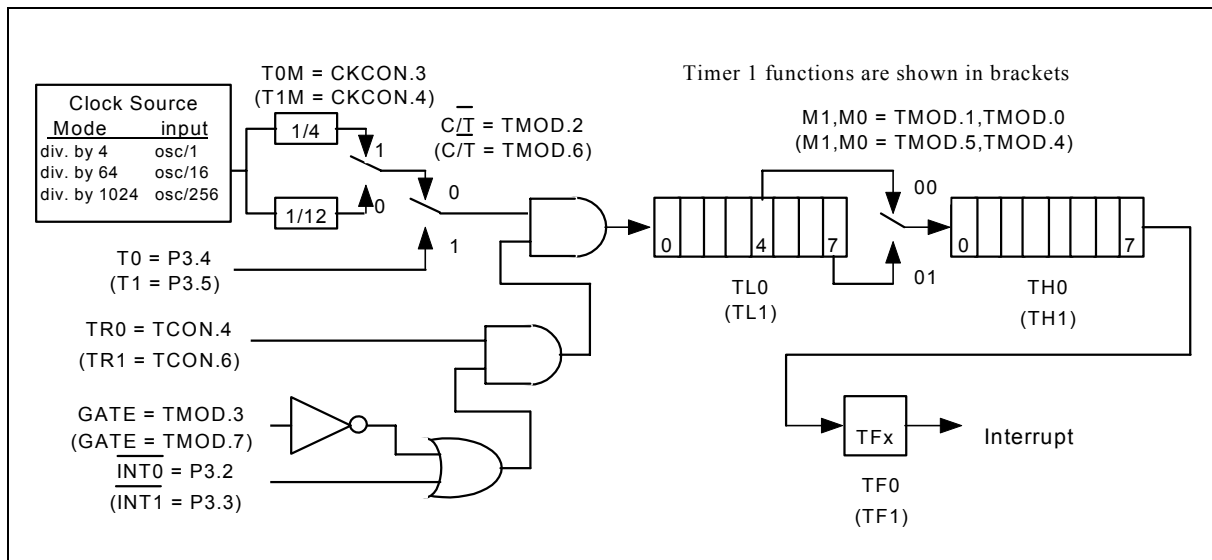 T0M = CKCON.3
(T1M = CKCON.4)
Timer 1 functions are shown in brackets
Clock Source
Mode input
div. by 4 osc/1
div. by 64 osc/16
div. by 1024 osc/256
1/4
1/12
1
0
C/T = TMOD.2
(C/T = TMOD.6)
0
1
M1,M0 = TMOD.1,TMOD.0
(M1,M0 = TMOD.5,TMOD.4)
00
01
0 4 7
TL0
(TL1)
0 7
TH0
(TH1)
T0 = P3.4
(T1 = P3.5)
TR0 = TCON.4
(TR1 = TCON.6)
GATE = TMOD.3
(GATE = TMOD.7)
INT0 = P3.2
(INT1 = P3.3)
TFx
Interrupt
TF0
(TF1)